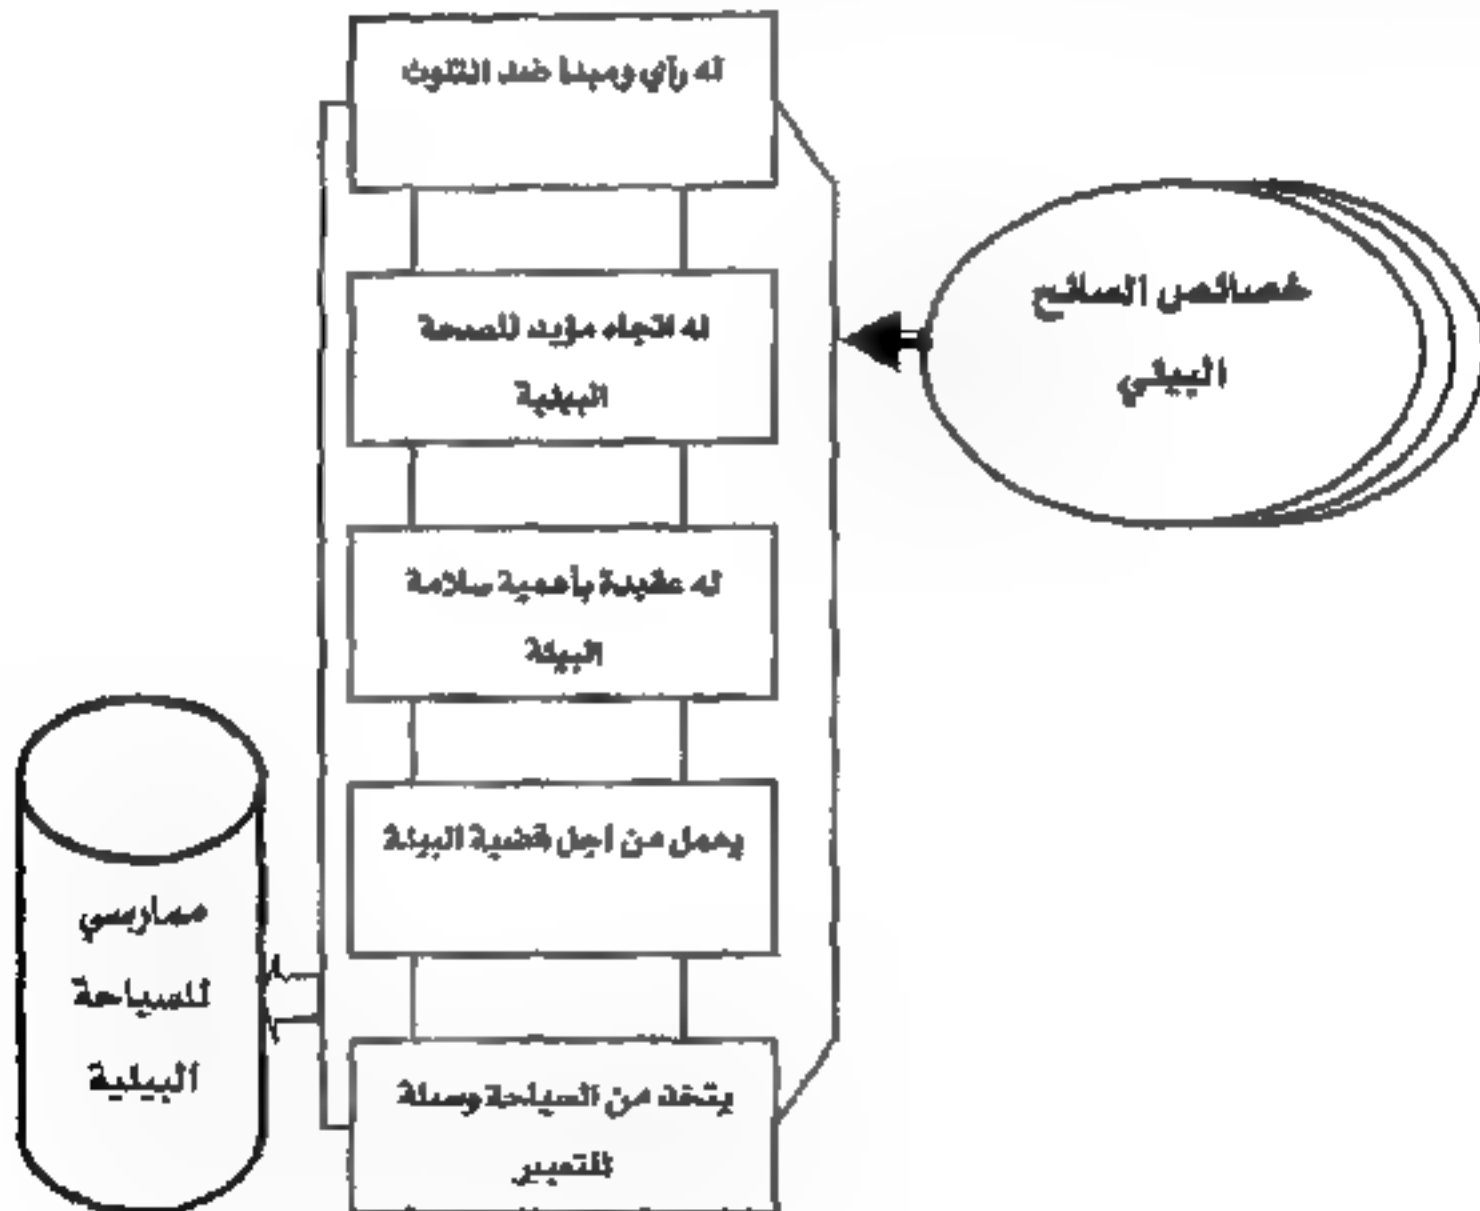 خصائص السائح
البيئي
له رأي ومبدأ ضد التلوث
له اتجاه مؤيد للصحة
البيئية
له عقيدة بأهمية سلامة
البيئة
يعمل من اجل قضية البيئة
يتخذ من السياحة وسيلة
للتعبير
ممارسي
للسياحة
البيئية